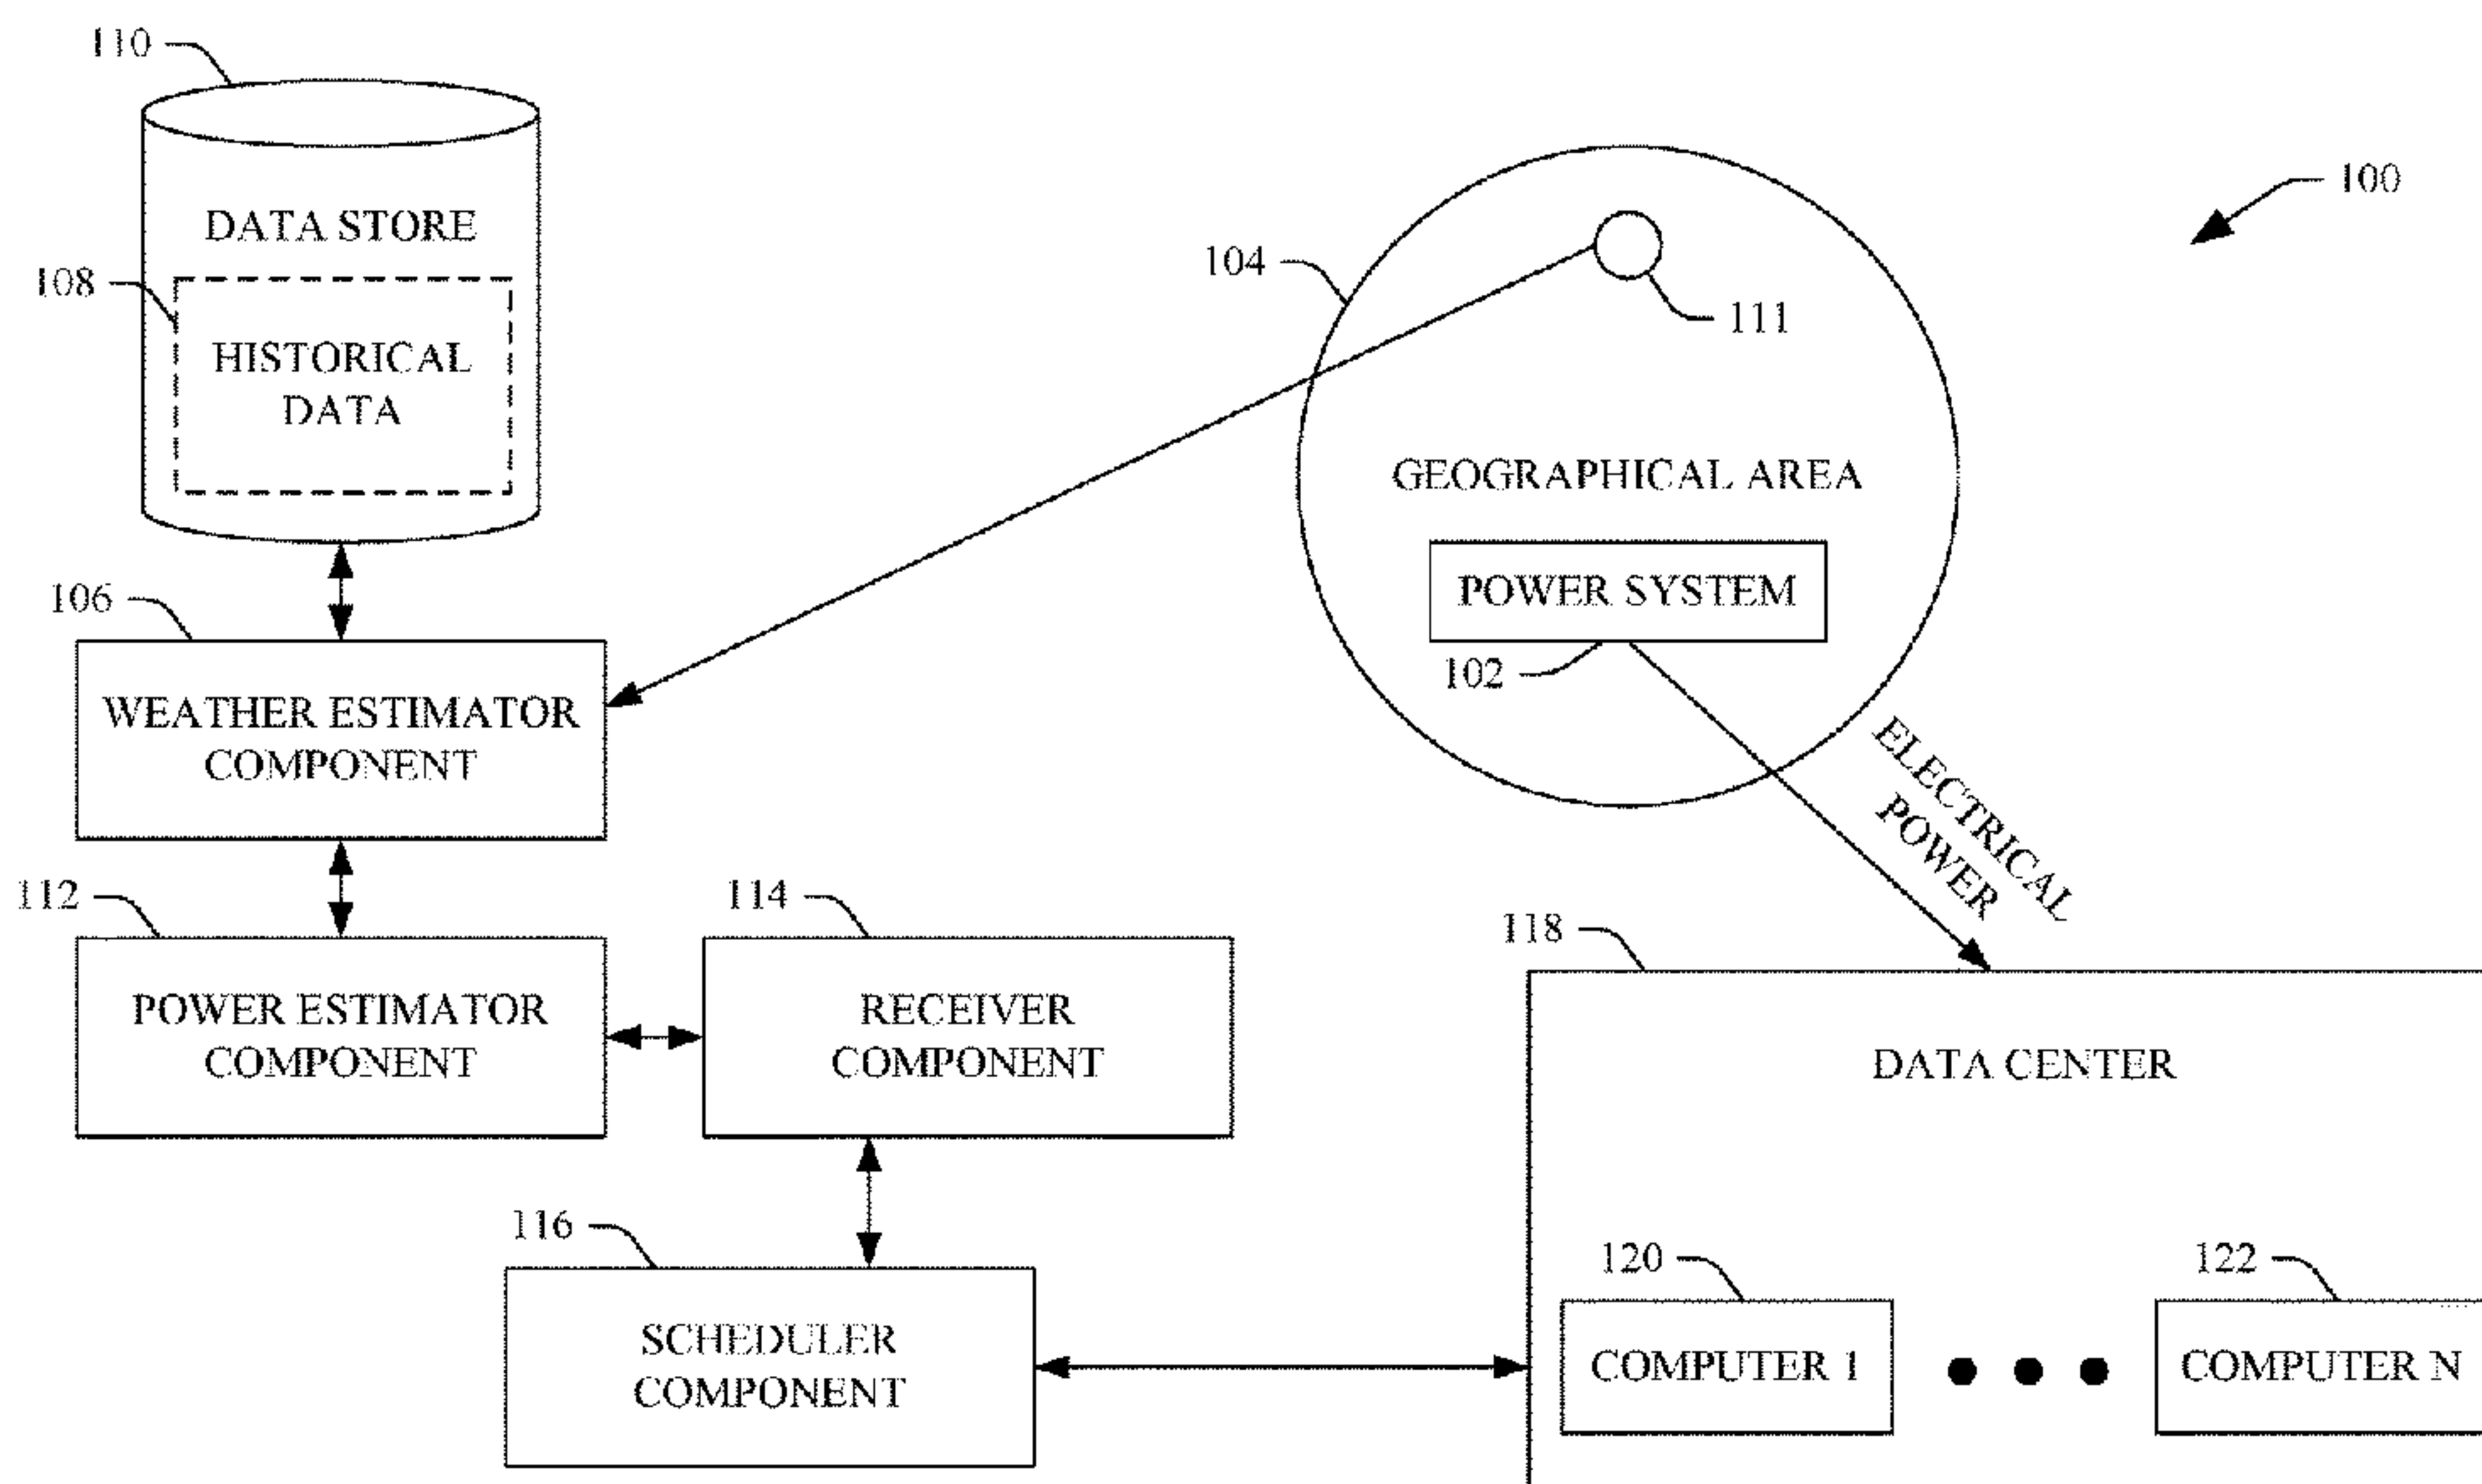 110
100
DATA STORE
104
108
111
HISTORICAL
DATA
GEOGRAPHICAL AREA
POWER SYSTEM
106
102
WEATHER ESTIMATOR
COMPONENT
ELECTRICAL
POWER
112
114
118
POWER ESTIMATOR
COMPONENT
RECEIVER
COMPONENT
DATA CENTER
116
120
122
SCHEDULER
COMPONENT
COMPUTER 1
COMPUTER N